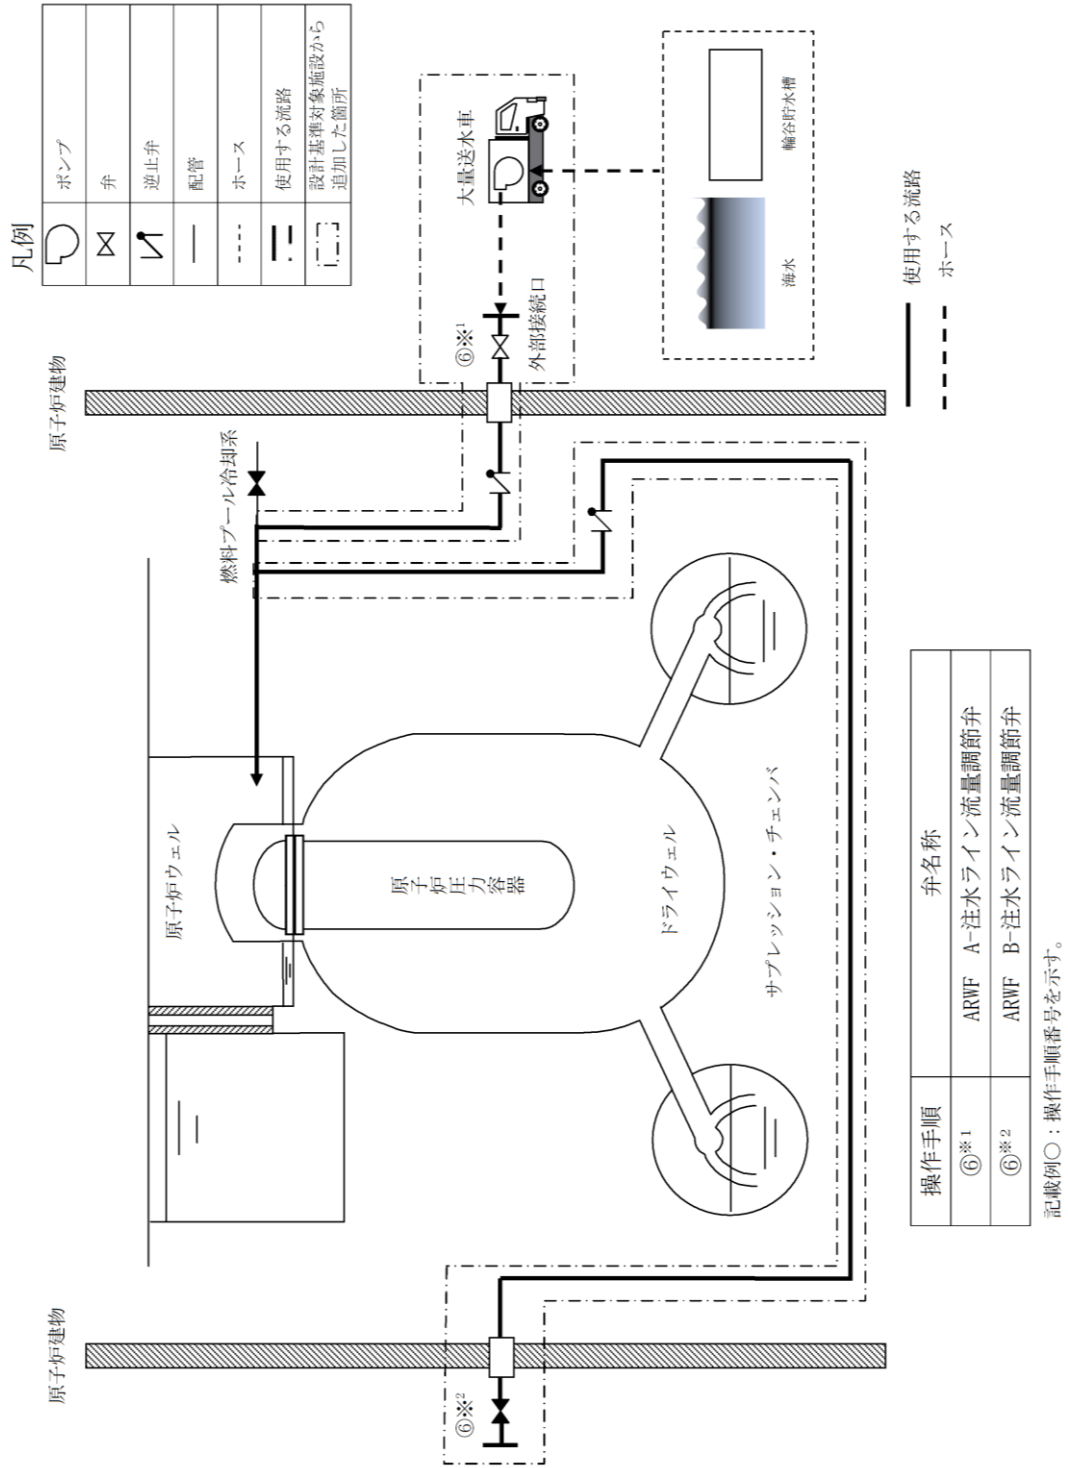 凡例
ポンプ
弁
逆止弁
配管
ホース
使用する流路
設計基準対象施設から
追加した箇所
原子炉建物
原子炉建物
燃料プール冷却系
⑥※1
外部接続口
大量送水車
海水
輪谷貯水槽
使用する流路
ホース
原子炉ウェル
原子炉圧力容器
ドライウェル
サプレッション・チェンバ
⑥※2
操作手順 弁名称
⑥※1 ARWF A-注水ライン流量調節弁
⑥※2 ARWF B-注水ライン流量調節弁
記載例○：操作手順番号を示す。